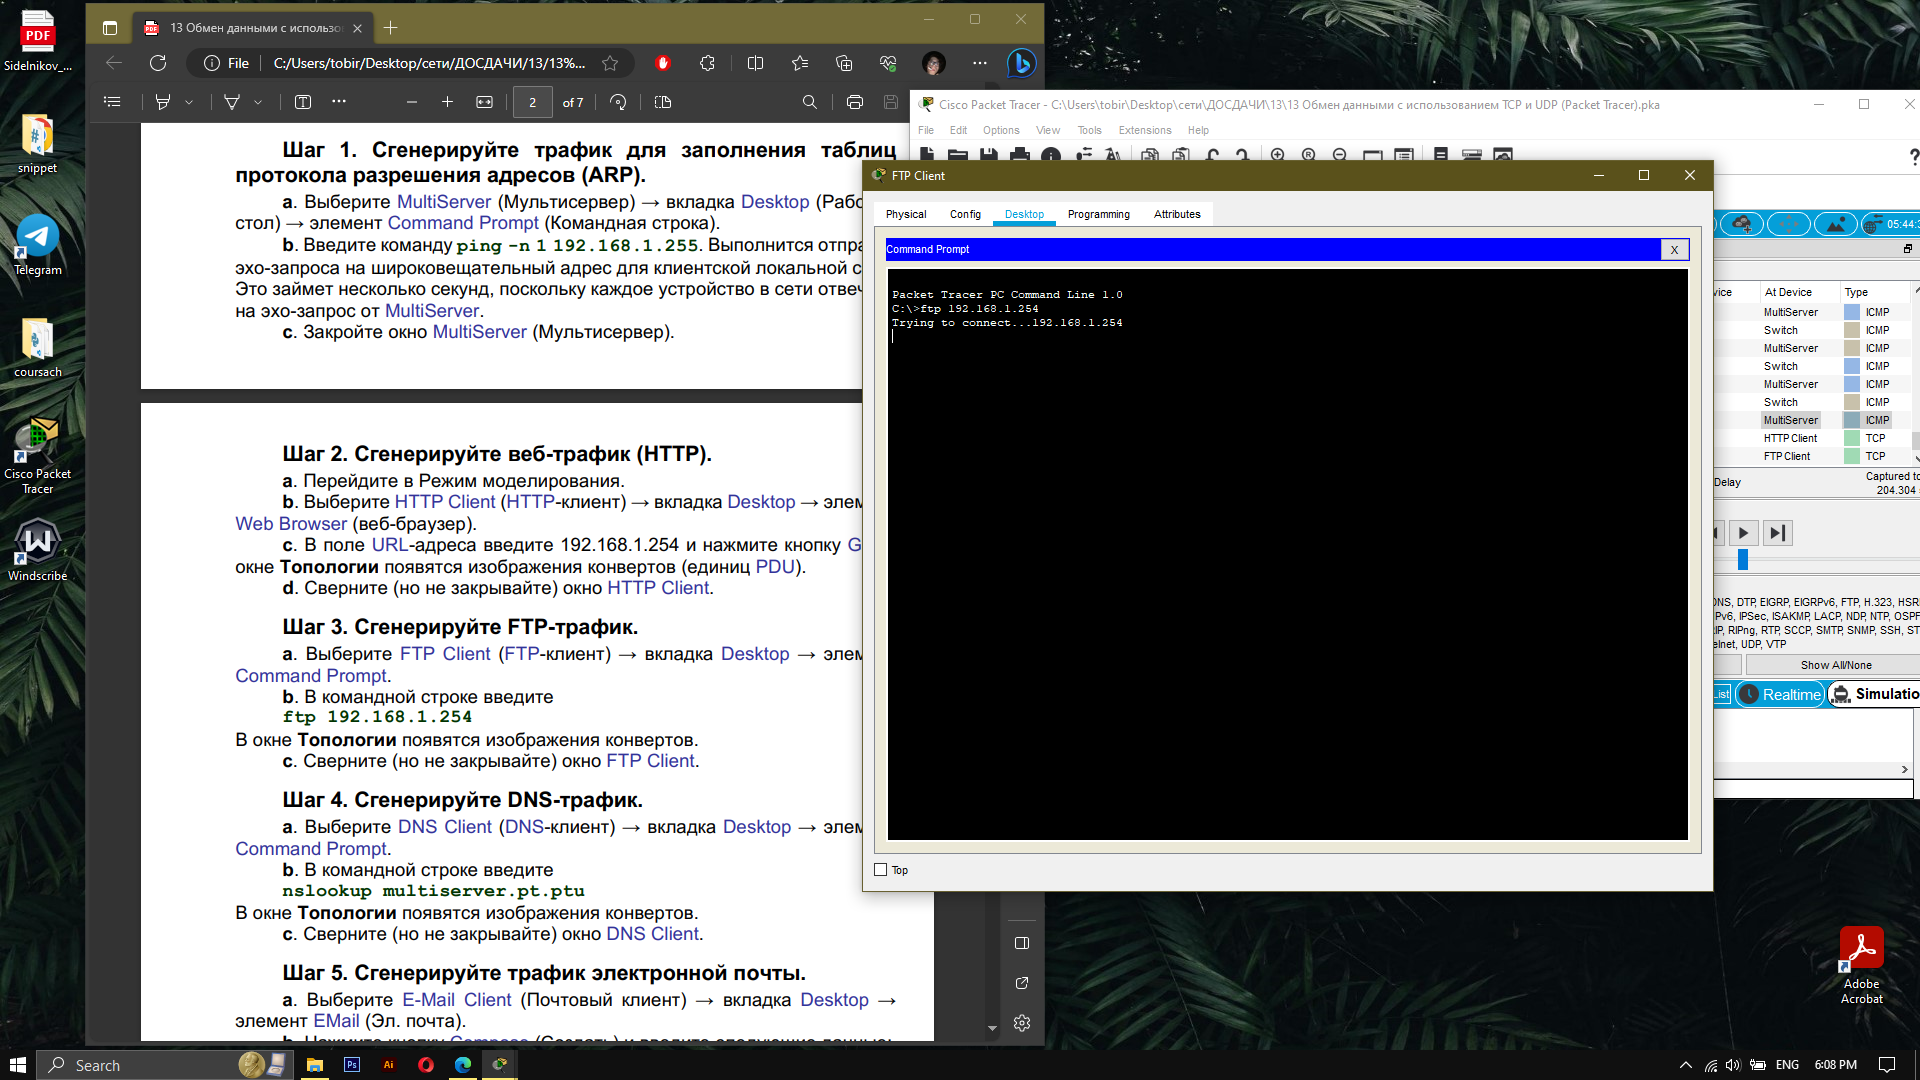 Sidelnikov_...
snippet
Telegram
coursach
Cisco Packet
Tracer
Windscribe
13 Обмен данными с использо
File
C:/Users/tobir/Desktop/сети/ДОСДАЧИ/13/13%...
2 of 7
Шаг 1. Сгенерируйте трафик для заполнения таблиц
протокола разрешения адресов (ARP).
a. Выберите MultiServer (Мультисервер) → вкладка Desktop (Рабо
стол) → элемент Command Prompt (Командная строка).
b. Введите команду ping -n 1 192.168.1.255. Выполнится отпра
эхо-запроса на широковещательный адрес для клиентской локальной с
Это займет несколько секунд, поскольку каждое устройство в сети отвеч
на эхо-запрос от MultiServer.
c. Закройте окно MultiServer (Мультисервер).
Шаг 2. Сгенерируйте веб-трафик (HTTP).
a. Перейдите в Режим моделирования.
b. Выберите HTTP Client (HTTP-клиент) → вкладка Desktop → элем
Web Browser (веб-браузер).
c. В поле URL-адреса введите 192.168.1.254 и нажмите кнопку G
окне Топологии появятся изображения конвертов (единиц PDU).
d. Сверните (но не закрывайте) окно HTTP Client.
Шаг 3. Сгенерируйте FTP-трафик.
a. Выберите FTP Client (FTP-клиент) → вкладка Desktop → элем
Command Prompt.
b. В командной строке введите
ftp 192.168.1.254
В окне Топологии появятся изображения конвертов.
c. Сверните (но не закрывайте) окно FTP Client.
Шаг 4. Сгенерируйте DNS-трафик.
a. Выберите DNS Client (DNS-клиент) → вкладка Desktop → элем
Command Prompt.
b. В командной строке введите
nslookup multiserver.pt.ptu
В окне Топологии появятся изображения конвертов.
c. Сверните (но не закрывайте) окно DNS Client.
Шаг 5. Сгенерируйте трафик электронной почты.
a. Выберите E-Mail Client (Почтовый клиент) → вкладка Desktop →
элемент EMail (Эл. почта).
Cisco Packet Tracer - C:\Users\tobir\Desktop\сети\ДОСДАЧИ\13\13 Обмен данными с использованием TCP и UDP (Packet Tracer).pka
File Edit Options View Tools Extensions Help
FTP Client
Physical Config Desktop Programming Attributes
Command Prompt
X
Packet Tracer PC Command Line 1.0
C:\>ftp 192.168.1.254
Trying to connect...192.168.1.254
Top
05:44:3
vice At Device Type
MultiServer ICMP
Switch ICMP
MultiServer ICMP
Switch ICMP
MultiServer ICMP
Switch ICMP
MultiServer ICMP
HTTP Client TCP
FTP Client TCP
Delay
Captured to
204.304
DNS, DTP, EIGRP, EIGRPv6, FTP, H.323, HSR
Pv6, IPSec, ISAKMP, LACP, NDP, NTP, OSPF
IP, RIPng, RTP, SCCP, SMTP, SNMP, SSH, ST
elnet, UDP, VTP
Show All/None
List
Realtime
Simulatio
Adobe
Acrobat
Search
ENG
6:08 PM